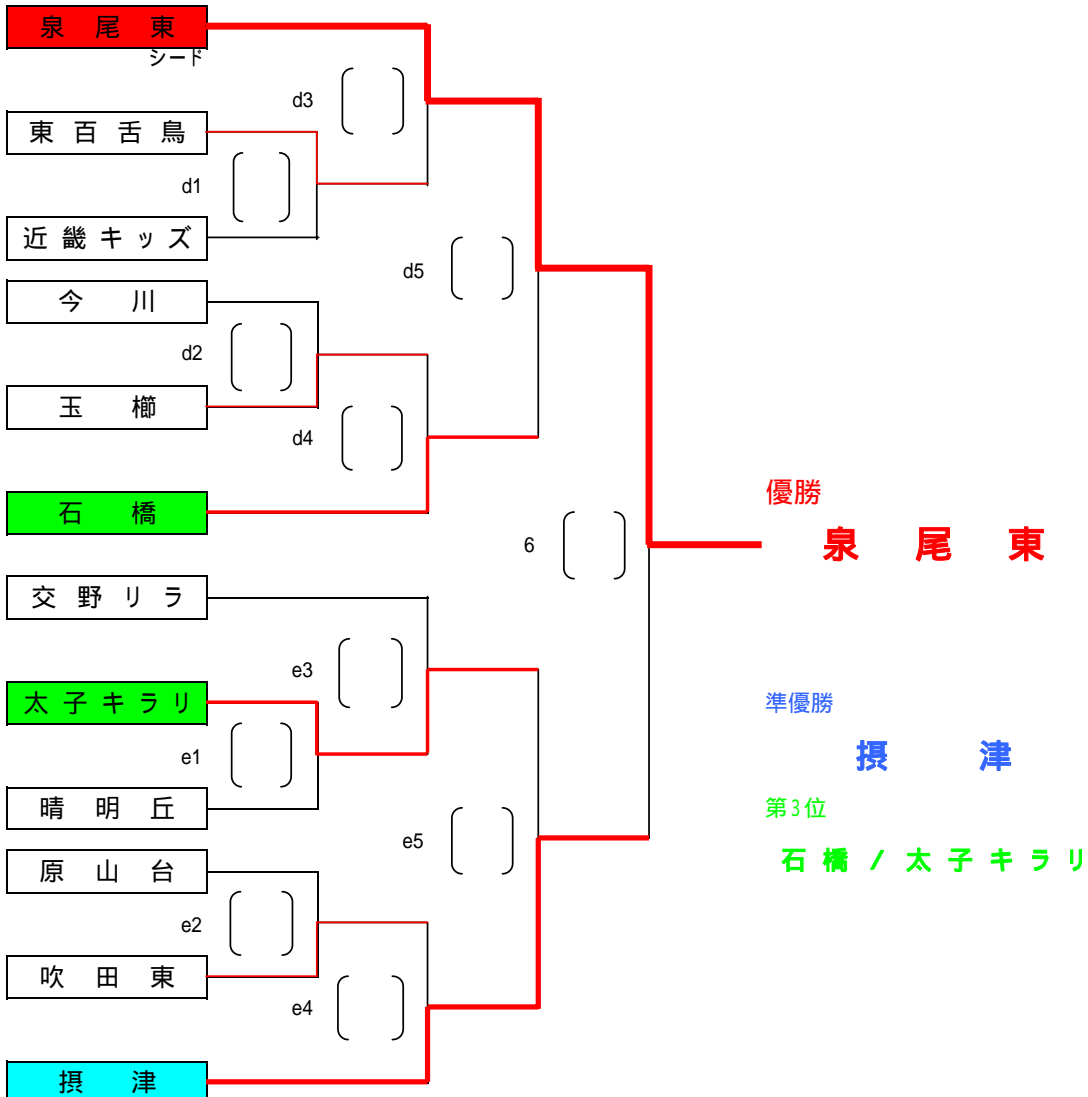 泉尾東
シード
d3
東百舌鳥
d1
近畿キッズ
d5
今川
d2
玉櫛
d4
石橋
優勝
6
泉尾東
交野リラ
e3
太子キラリ
準優勝
e1
摂津
晴明丘
第3位
e5
原山台
石橋/太子キラリ
e2
吹田東
e4
摂津